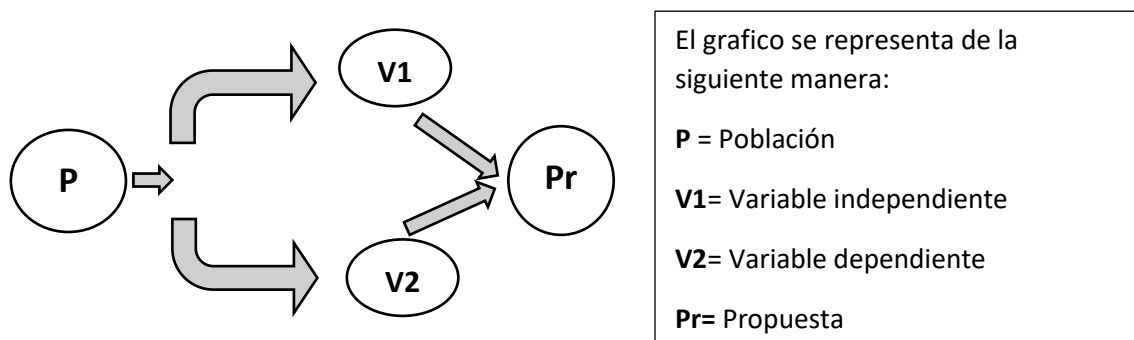 P
V1
V2
Pr
El grafico se representa de la
siguiente manera:
P = Población
V1= Variable independiente
V2= Variable dependiente
Pr= Propuesta